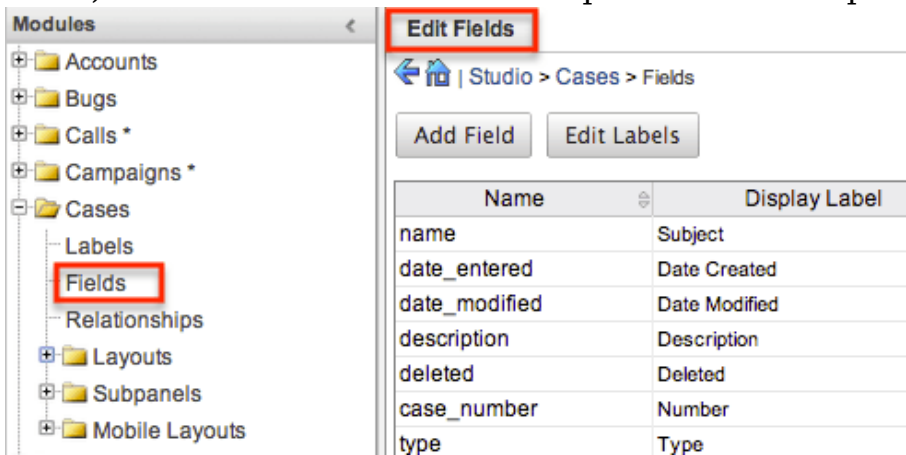 Modules <
Accounts
Bugs
Calls *
Campaigns *
Cases
Labels
Fields
Relationships
Layouts
Subpanels
Mobile Layouts
Edit Fields
| Studio > Cases > Fields
Add Field Edit Labels
Name Display Label
name Subject
date_entered Date Created
date_modified Date Modified
description Description
deleted Deleted
case_number Number
type Type